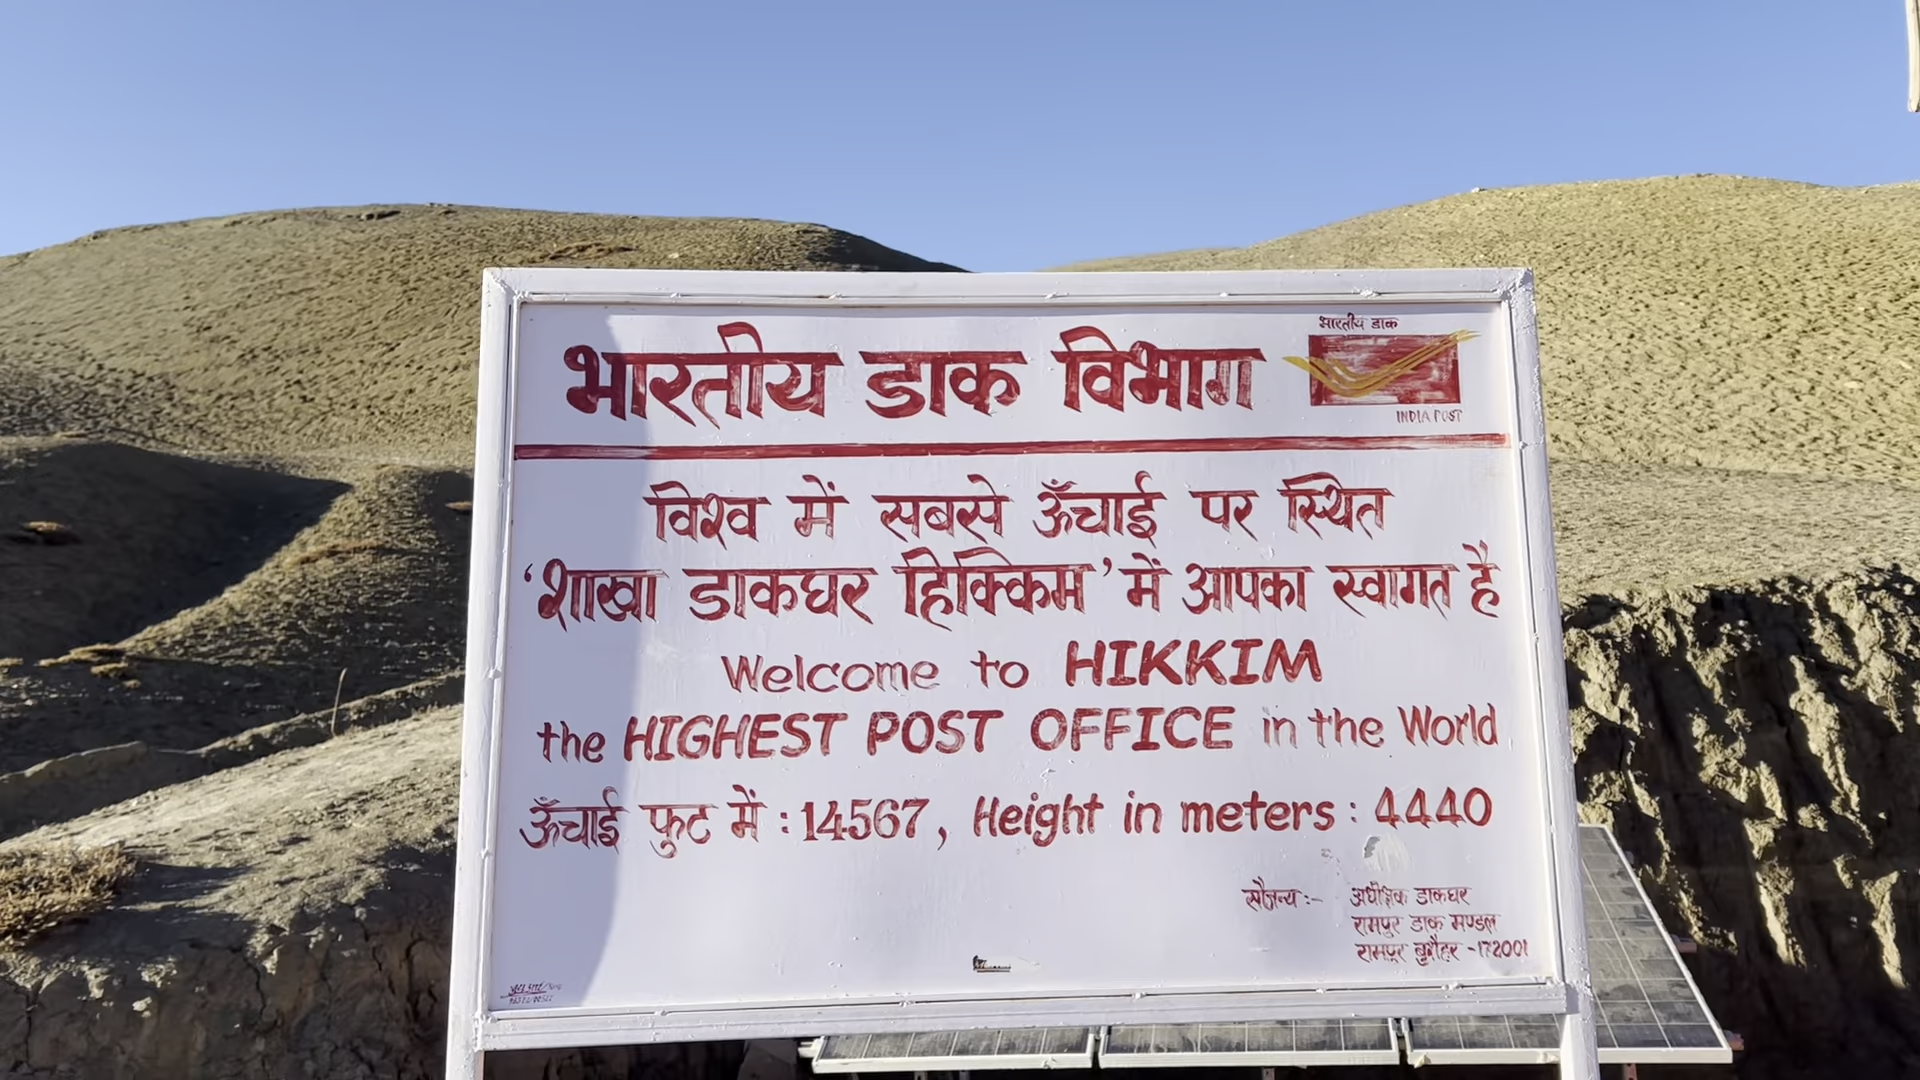 भारतीय डाक
भारतीय डाक विभाग
INDIA POST
विश्व में सबसे ऊँचाई पर स्थित
‘शाखा डाकघर हिक्किम’ में आपका स्वागत है
Welcome to HIKKIM
the HIGHEST POST OFFICE in the World
ऊँचाई फुट में : 14567, Height in meters : 4440
सौजन्य :- अधीक्षक डाकघर
रामपुर डाक मण्डल
रामपुर बुशैहर - 172001